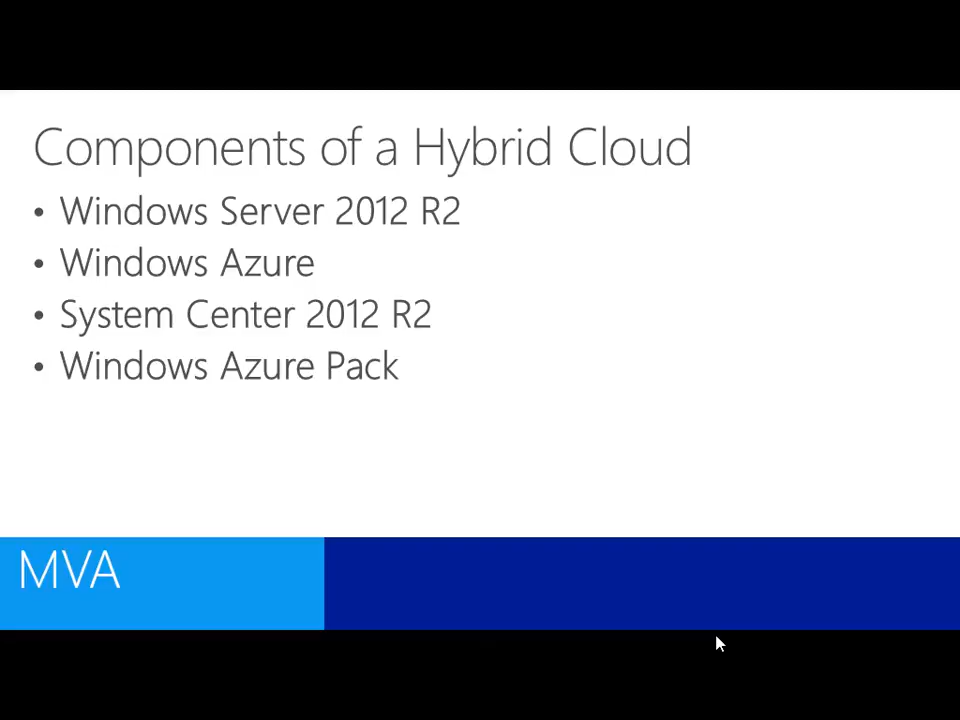 Components of a Hybrid Cloud
• Windows Server 2012 R2
• Windows Azure
• System Center 2012 R2
• Windows Azure Pack
MVA